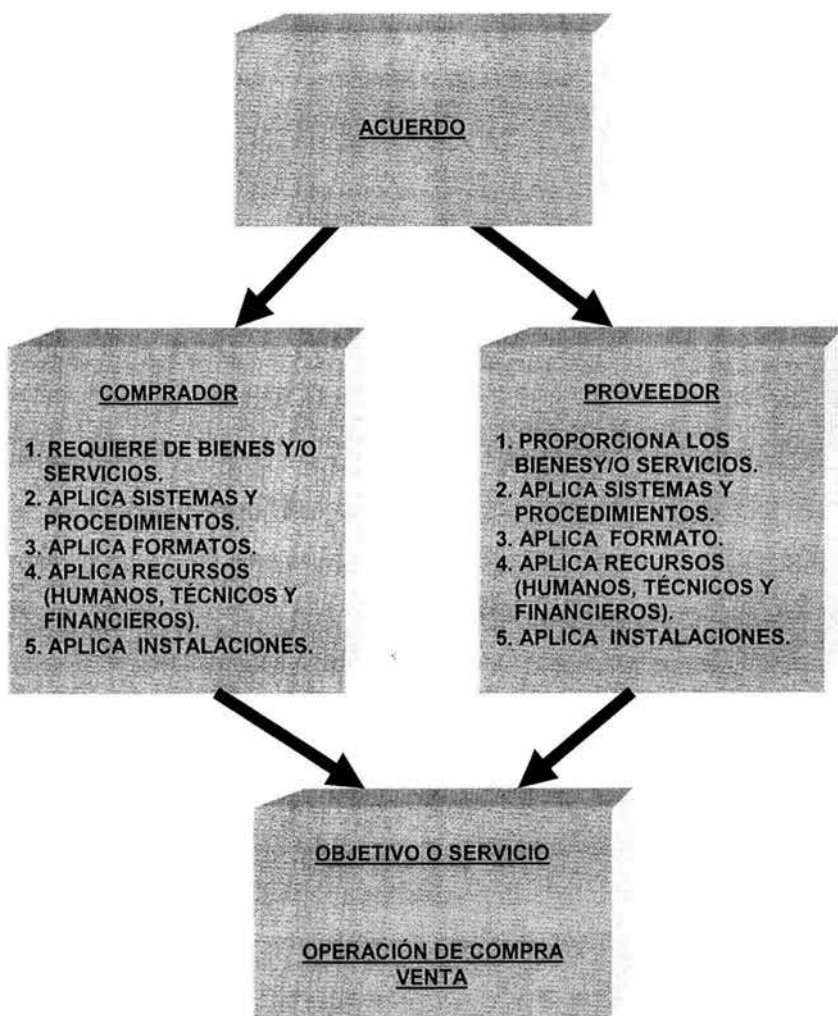 ACUERDO
COMPRADOR
1. REQUIERE DE BIENES Y/O
SERVICIOS.
2. APLICA SISTEMAS Y
PROCEDIMIENTOS.
3. APLICA FORMATOS.
4. APLICA RECURSOS
(HUMANOS, TÉCNICOS Y
FINANCIEROS).
5. APLICA INSTALACIONES.
PROVEEDOR
1. PROPORCIONA LOS
BIENESY/O SERVICIOS.
2. APLICA SISTEMAS Y
PROCEDIMIENTOS.
3. APLICA FORMATO.
4. APLICA RECURSOS
(HUMANOS, TÉCNICOS Y
FINANCIEROS).
5. APLICA INSTALACIONES.
OBJETIVO O SERVICIO
OPERACIÓN DE COMPRA
VENTA